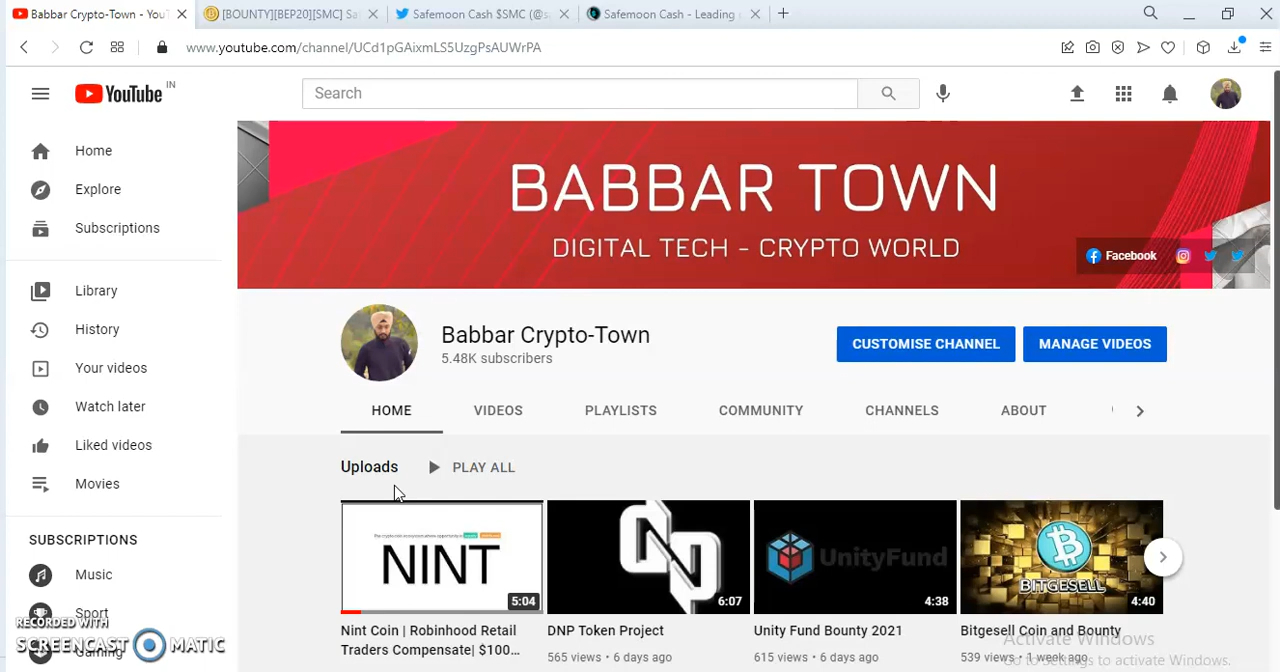 Babbar Crypto-Town - YouT
[BOUNTY][BEP20][SMC] Sa
Safemoon Cash $SMC (@sa
Safemoon Cash - Leading
www.youtube.com/channel/UCd1pGAixmLS5UzgPsAUWrPA
YouTube IN
Search
Home
Explore
Subscriptions
Library
History
Your videos
Watch later
Liked videos
Movies
SUBSCRIPTIONS
Music
Sport
Gaming
BABBAR TOWN
DIGITAL TECH - CRYPTO WORLD
Facebook
Babbar Crypto-Town
5.48K subscribers
CUSTOMISE CHANNEL
MANAGE VIDEOS
HOME
VIDEOS
PLAYLISTS
COMMUNITY
CHANNELS
ABOUT
Uploads
PLAY ALL
NINT
5:04
6:07
UnityFund
4:38
BITGESELL
4:40
Nint Coin | Robinhood Retail
Traders Compensate| $100...
DNP Token Project
565 views • 6 days ago
Unity Fund Bounty 2021
615 views • 6 days ago
Bitgesell Coin and Bounty
539 views • 1 week ago
Activate Windows
Go to Settings to activate Windows.
RECORDED WITH
SCREENCAST MATIC